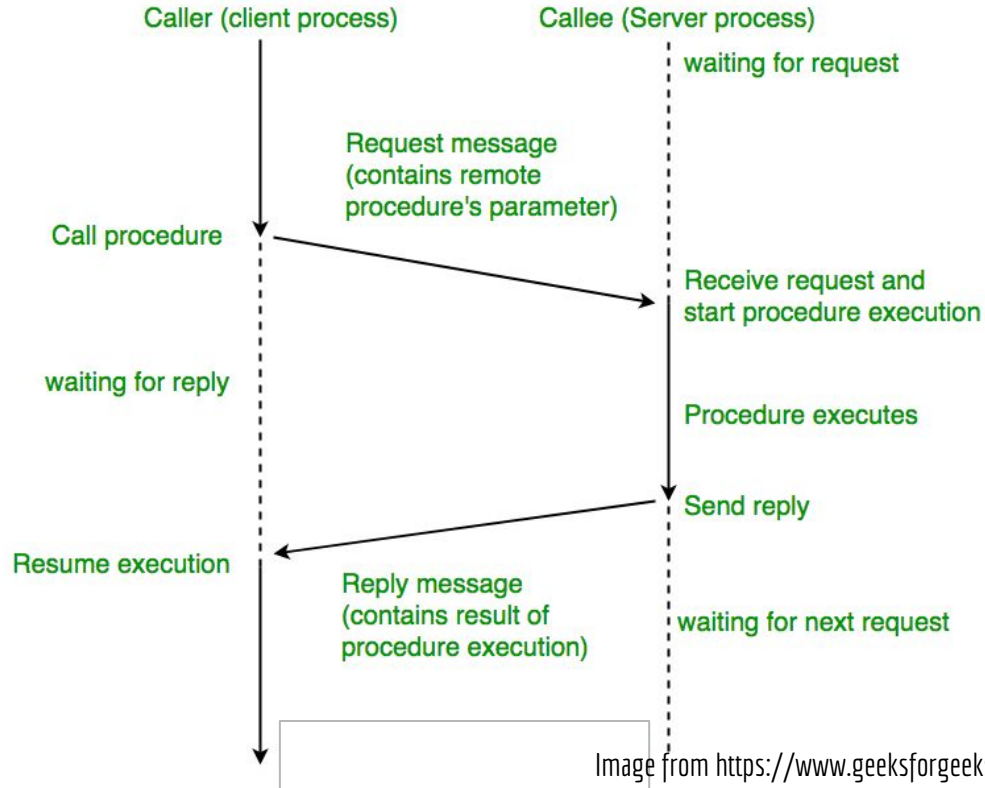 Caller (client process)
Callee (Server process)
waiting for request
Request message
(contains remote
procedure's parameter)
Call procedure
Receive request and
start procedure execution
waiting for reply
Procedure executes
Send reply
Resume execution
Reply message
(contains result of
procedure execution)
waiting for next request
Image from https://www.geeksforgeek